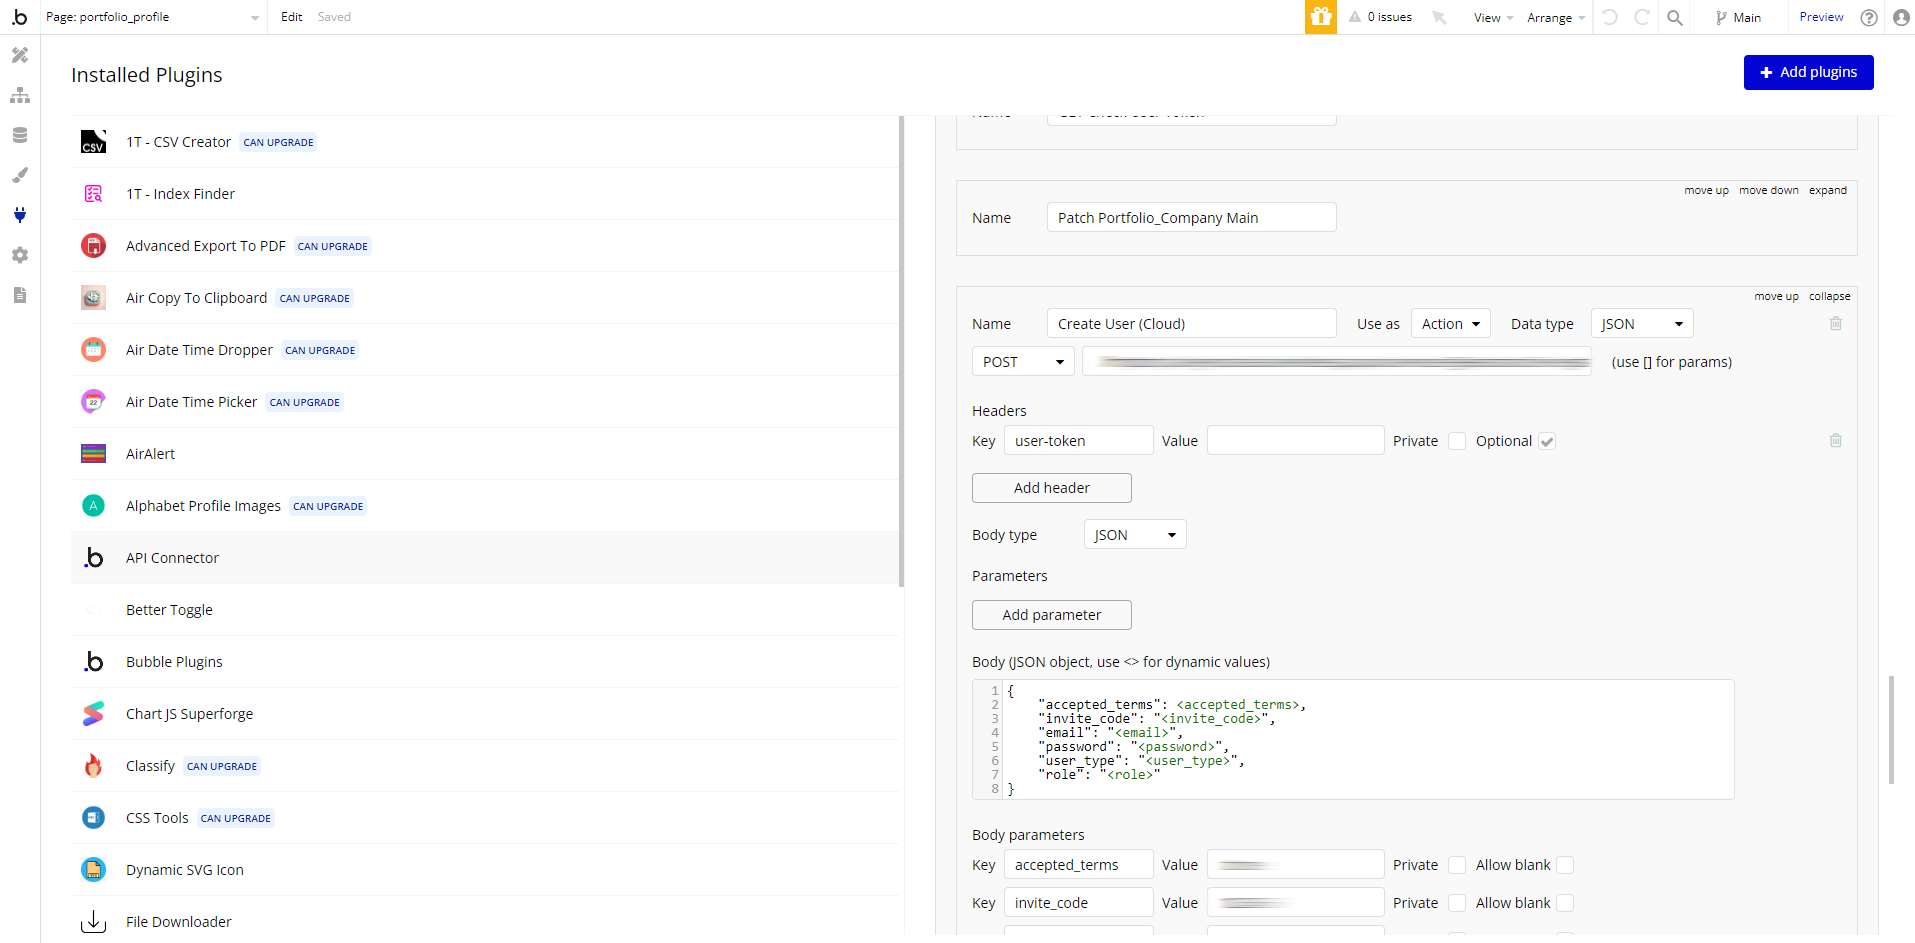 Page: portfolio_profile
Edit
Saved
0 issues
View
Arrange
Main
Preview
Installed Plugins
Add plugins
CSV
1T - CSV Creator CAN UPGRADE
1T - Index Finder
Advanced Export To PDF CAN UPGRADE
Air Copy To Clipboard CAN UPGRADE
Air Date Time Dropper CAN UPGRADE
22
Air Date Time Picker CAN UPGRADE
AirAlert
A
Alphabet Profile Images CAN UPGRADE
.b
API Connector
Better Toggle
.b
Bubble Plugins
Chart JS Superforge
Classify CAN UPGRADE
CSS Tools CAN UPGRADE
Dynamic SVG Icon
File Downloader
move up move down expand
Name Patch Portfolio_Company Main
move up collapse
Name Create User (Cloud) Use as Action Data type JSON
POST (use [] for params)
Headers
Key user-token Value Private Optional
Add header
Body type JSON
Parameters
Add parameter
Body (JSON object, use <> for dynamic values)
1 {
2 "accepted_terms": <accepted_terms>,
3 "invite_code": "<invite_code>",
4 "email": "<email>",
5 "password": "<password>",
6 "user_type": "<user_type>",
7 "role": "<role>"
8 }
Body parameters
Key accepted_terms Value Private Allow blank
Key invite_code Value Private Allow blank